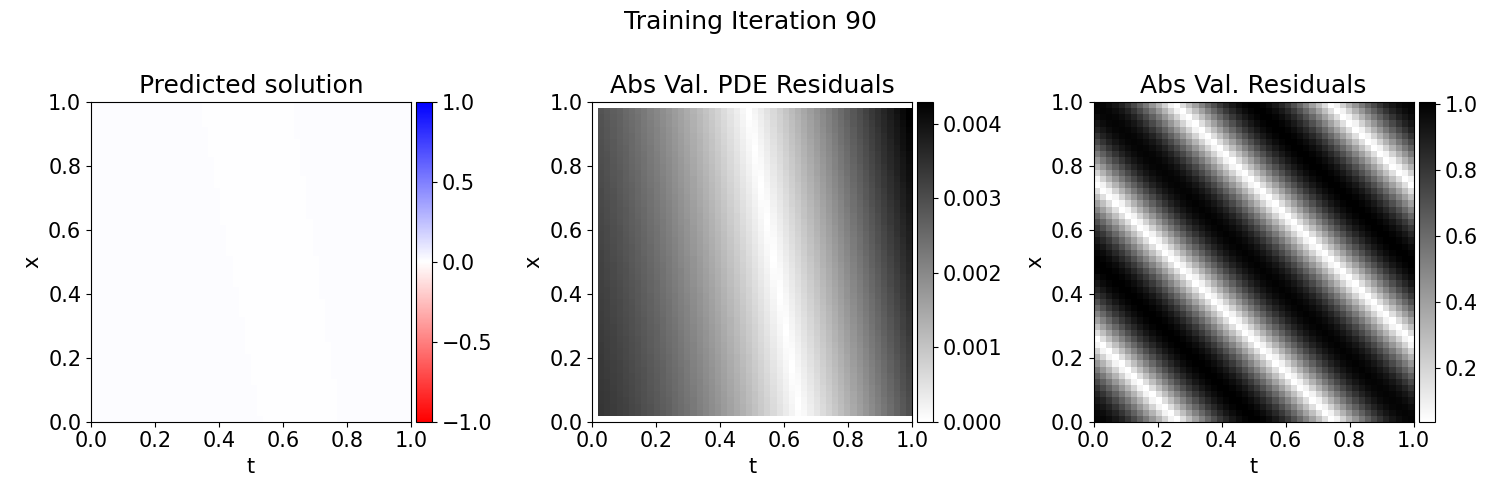 Training Iteration 90
Predicted solution
Abs Val. PDE Residuals
Abs Val. Residuals
1.0
0.8
0.6
0.4
0.2
0.0
x
0.0 0.2 0.4 0.6 0.8 1.0
t
1.0
0.5
0.0
−0.5
−1.0
1.0
0.8
0.6
0.4
0.2
0.0
x
0.0 0.2 0.4 0.6 0.8 1.0
t
0.004
0.003
0.002
0.001
0.000
1.0
0.8
0.6
0.4
0.2
0.0
x
0.0 0.2 0.4 0.6 0.8 1.0
t
1.0
0.8
0.6
0.4
0.2